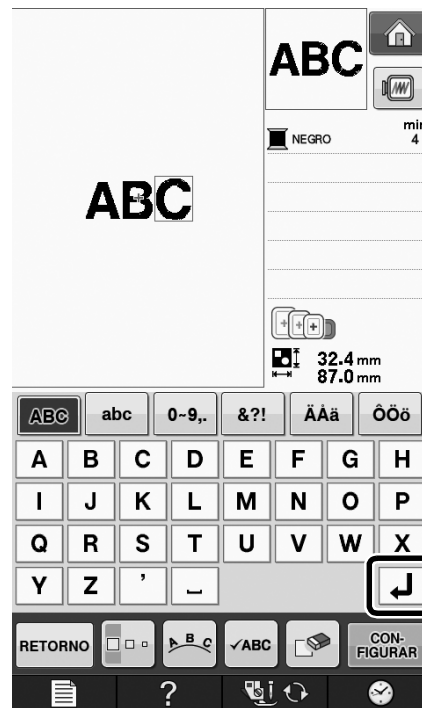 ABC
NEGRO
min
4
ABC
32.4 mm
87.0 mm
ABC abc 0~9,. &?! ÄÅä ÔÖö
A B C D E F G H
I J K L M N O P
Q R S T U V W X
Y Z ’ ⎵ ↵
RETORNO A B C ✓ABC CON-
FIGURAR
?